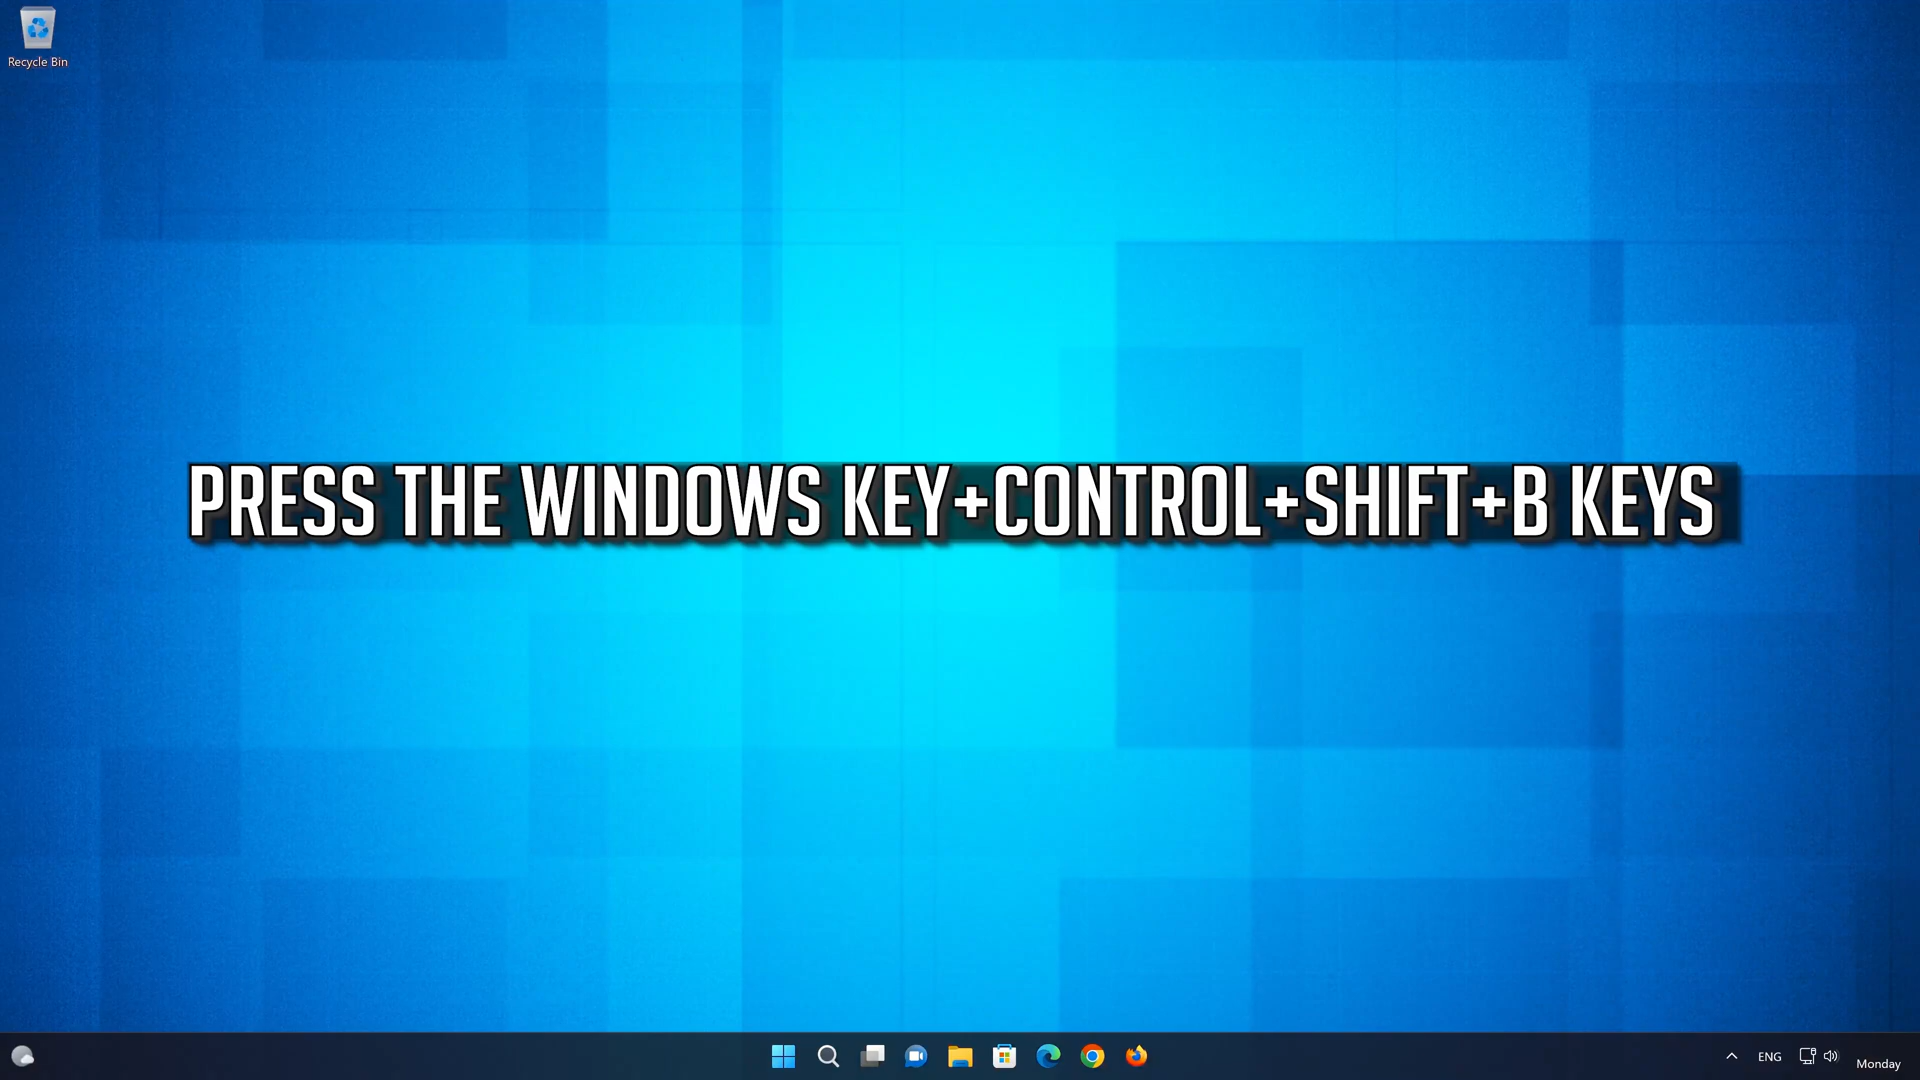 Recycle Bin
PRESS THE WINDOWS KEY+CONTROL+SHIFT+B KEYS
ENG
Monday